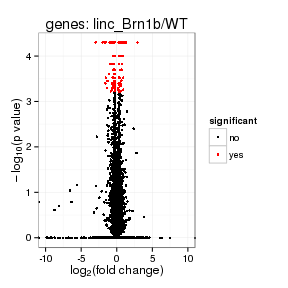 genes: linc_Brn1b/WT
−log10(p value)
4
3
2
1
0
-10 -5 0 5 10
log2(fold change)
significant
no
yes